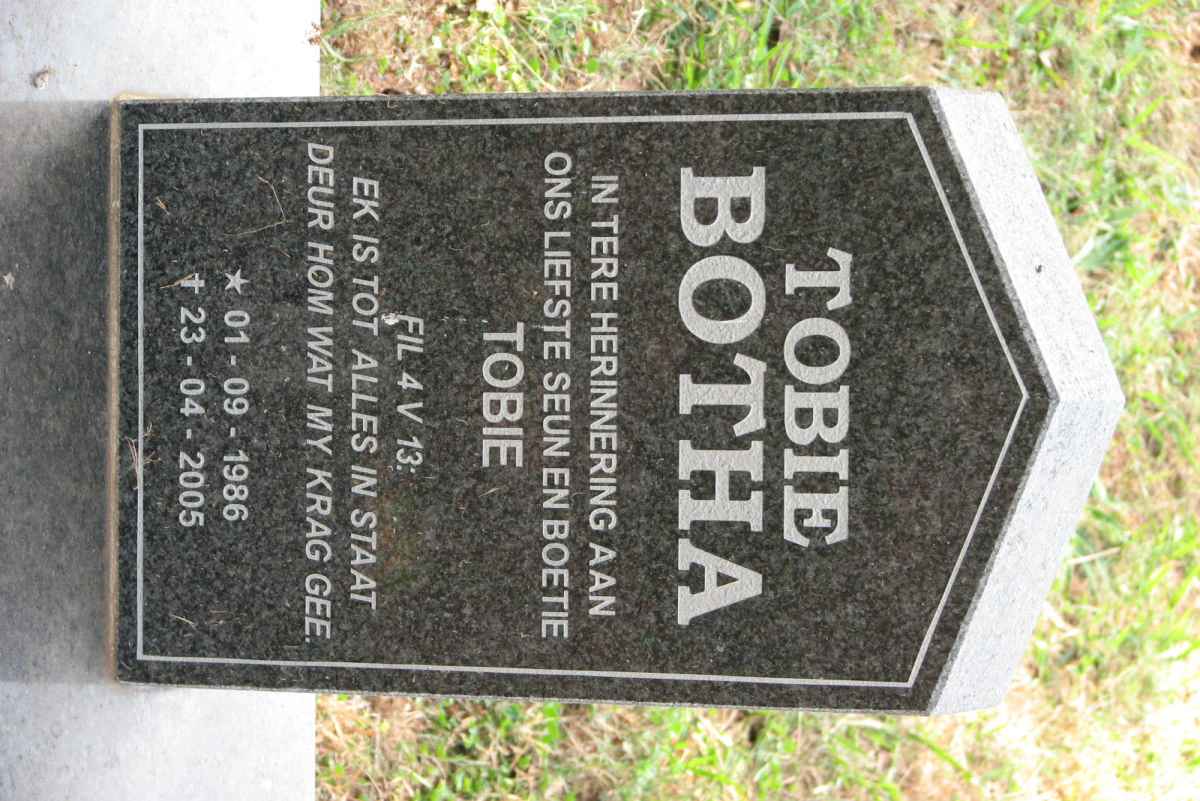 TOBIE
BOTHA
IN TERE HERINNERING AAN
ONS LIEFSTE SEUN EN BOETIE
TOBIE
FIL 4 V 13:
EK IS TOT ALLES IN STAAT
DEUR HOM WAT MY KRAG GEE.
★ 01 - 09 - 1986
✝ 23 - 04 - 2005